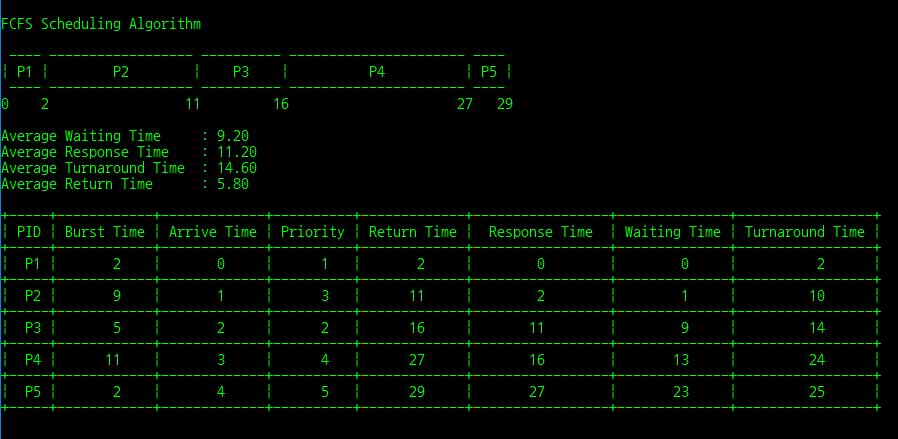 FCFS Scheduling Algorithm
| P1 | P2 | P3 | P4 | P5 |
0 2 11 16 27 29
Average Waiting Time : 9.20
Average Response Time : 11.20
Average Turnaround Time : 14.60
Average Return Time : 5.80
| PID | Burst Time | Arrive Time | Priority | Return Time | Response Time | Waiting Time | Turnaround Time |
| P1 | 2 | 0 | 1 | 2 | 0 | 0 | 2 |
| P2 | 9 | 1 | 3 | 11 | 2 | 1 | 10 |
| P3 | 5 | 2 | 2 | 16 | 11 | 9 | 14 |
| P4 | 11 | 3 | 4 | 27 | 16 | 13 | 24 |
| P5 | 2 | 4 | 5 | 29 | 27 | 23 | 25 |